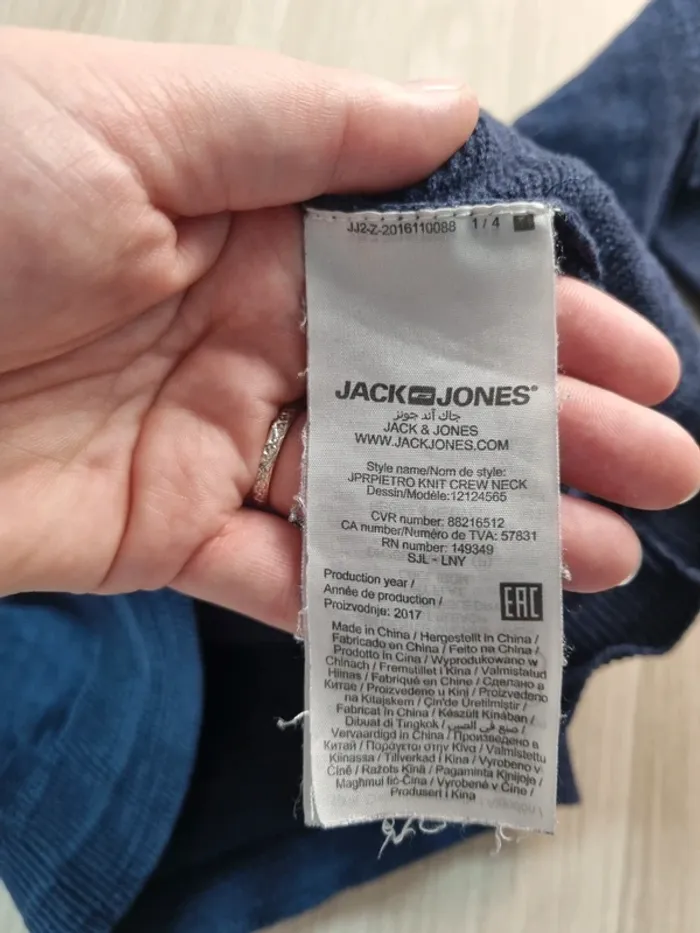 JJ2-Z-2016110088 1 / 4
JACK JONES®
جاك آند جونز
JACK & JONES
WWW.JACKJONES.COM
Style name/Nom de style:
JPRPIETRO KNIT CREW NECK
Dessin/Modèle:12124565
CVR number: 88216512
CA number/Numéro de TVA: 57831
RN number: 149349
SJL - LNY
Production year /
Année de production /
Proizvodnje: 2017
EAC
Made in China / Hergestellt in China /
Fabricado en China / Feito na China /
Prodotto in Cina / Wyprodukowano w
Chinach / Fremstillet i Kina / Valmistatud
Hiinas / Fabriqué en Chine / Сделано в
Китае / Proizvedeno u Kini / Proizvedeno
na Kitajskem / Çin'de Üretilmiştir /
Fabricat în China / Készült Kínában /
Dibuat di Tingkok / صنع في الصين /
Vervaardigd in China / Произведено в
Китай / Παράγεται στην Κίνα / Valmistettu
Kiinassa / Tillverkad i Kina / Vyrobeno v
Číně / Ražots Ķīnā / Pagaminta Kinijoje /
Maghmul fiċ-Ċina / Vyrobené v Číne /
Produsert i Kina